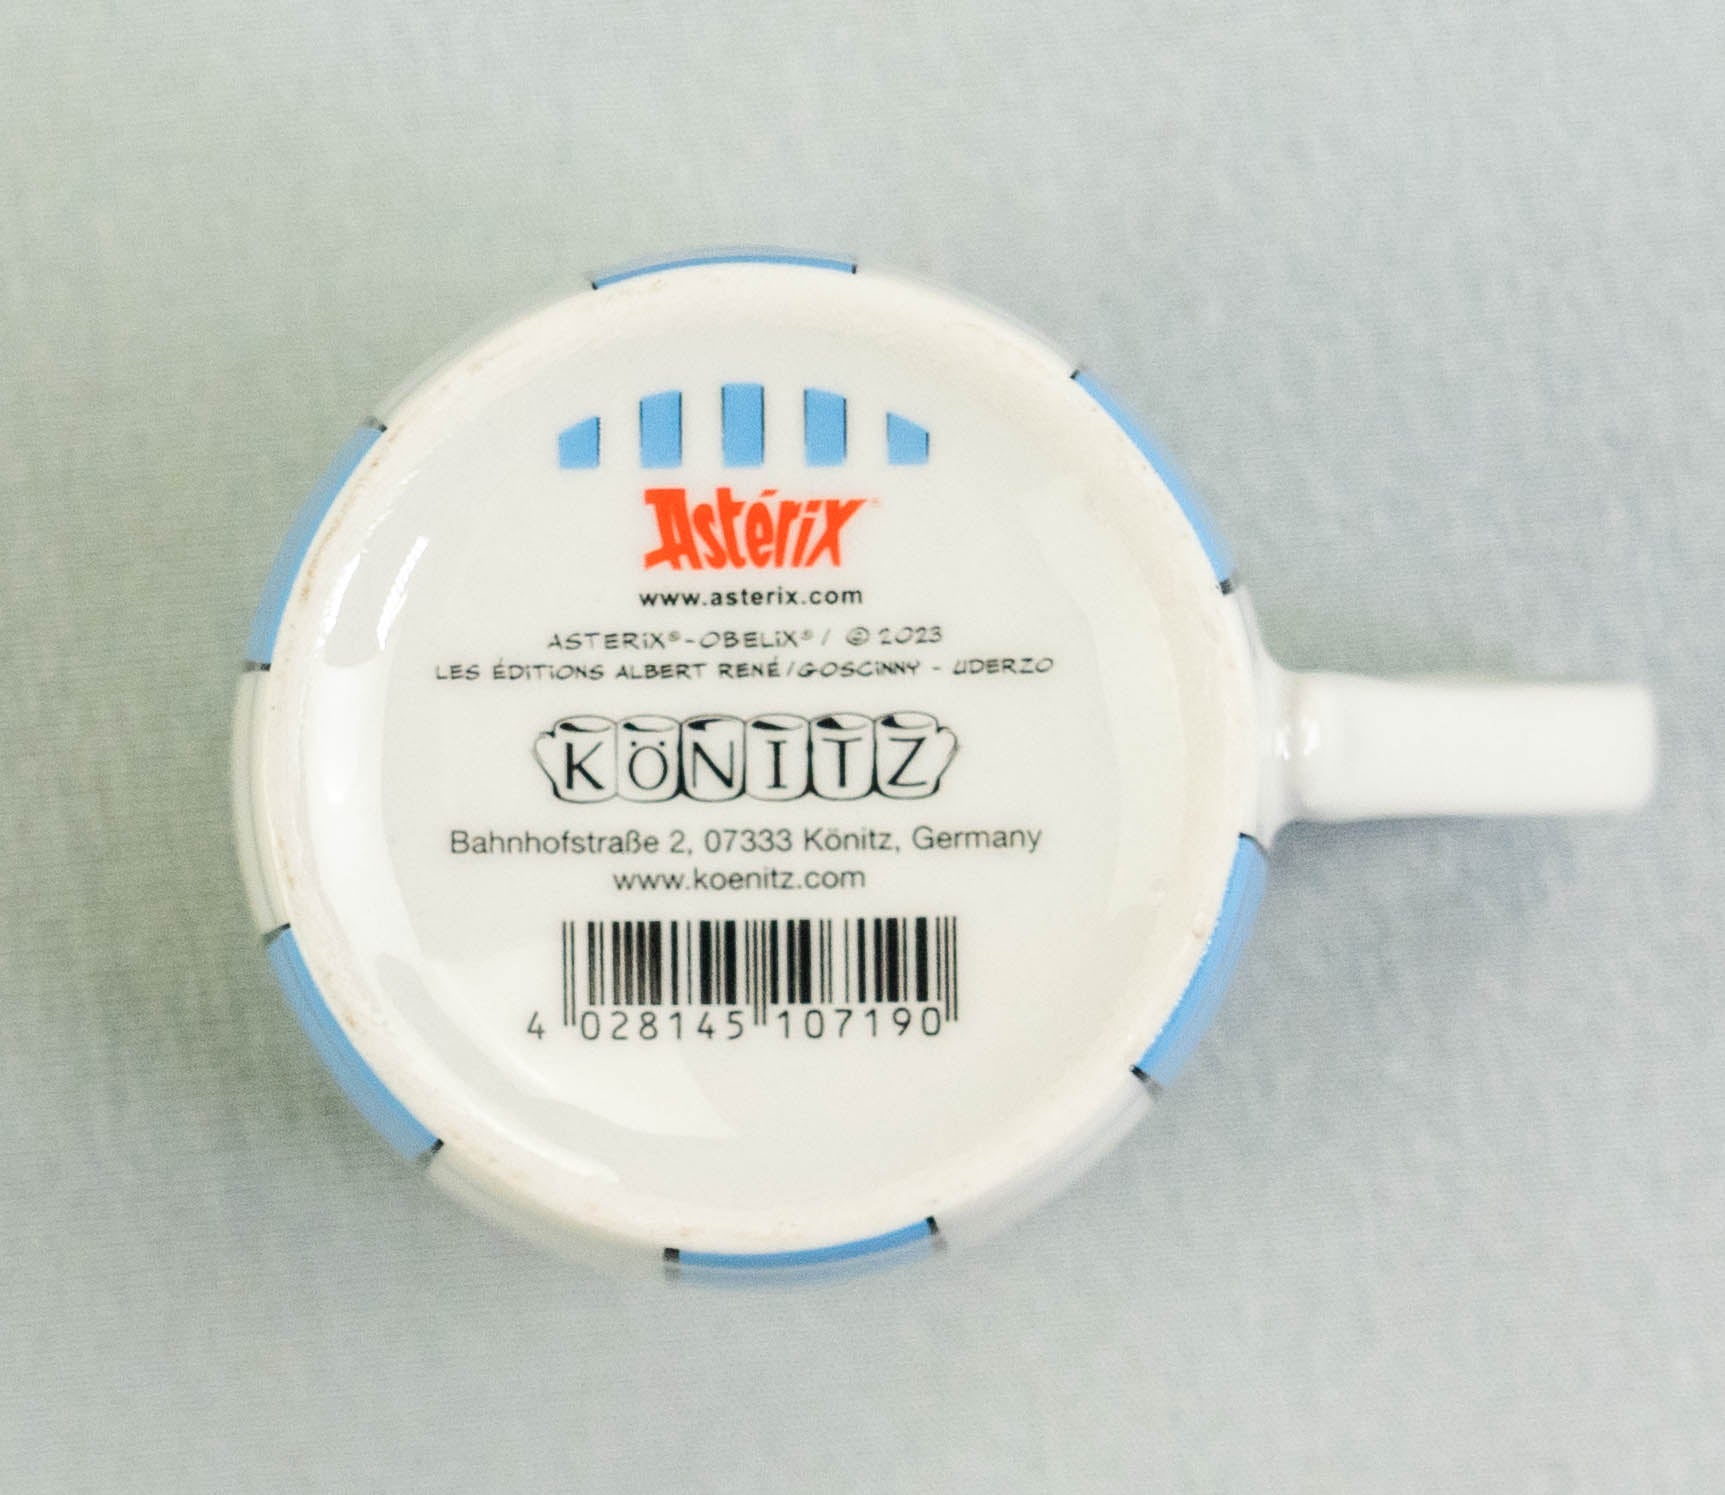 Astérix™
www.asterix.com
ASTERIX®-OBELIX® / © 2023
LES ÉDITIONS ALBERT RENÉ/GOSCINNY - UDERZO
KÖNITZ
Bahnhofstraße 2, 07333 Könitz, Germany
www.koenitz.com
4 028145 107190